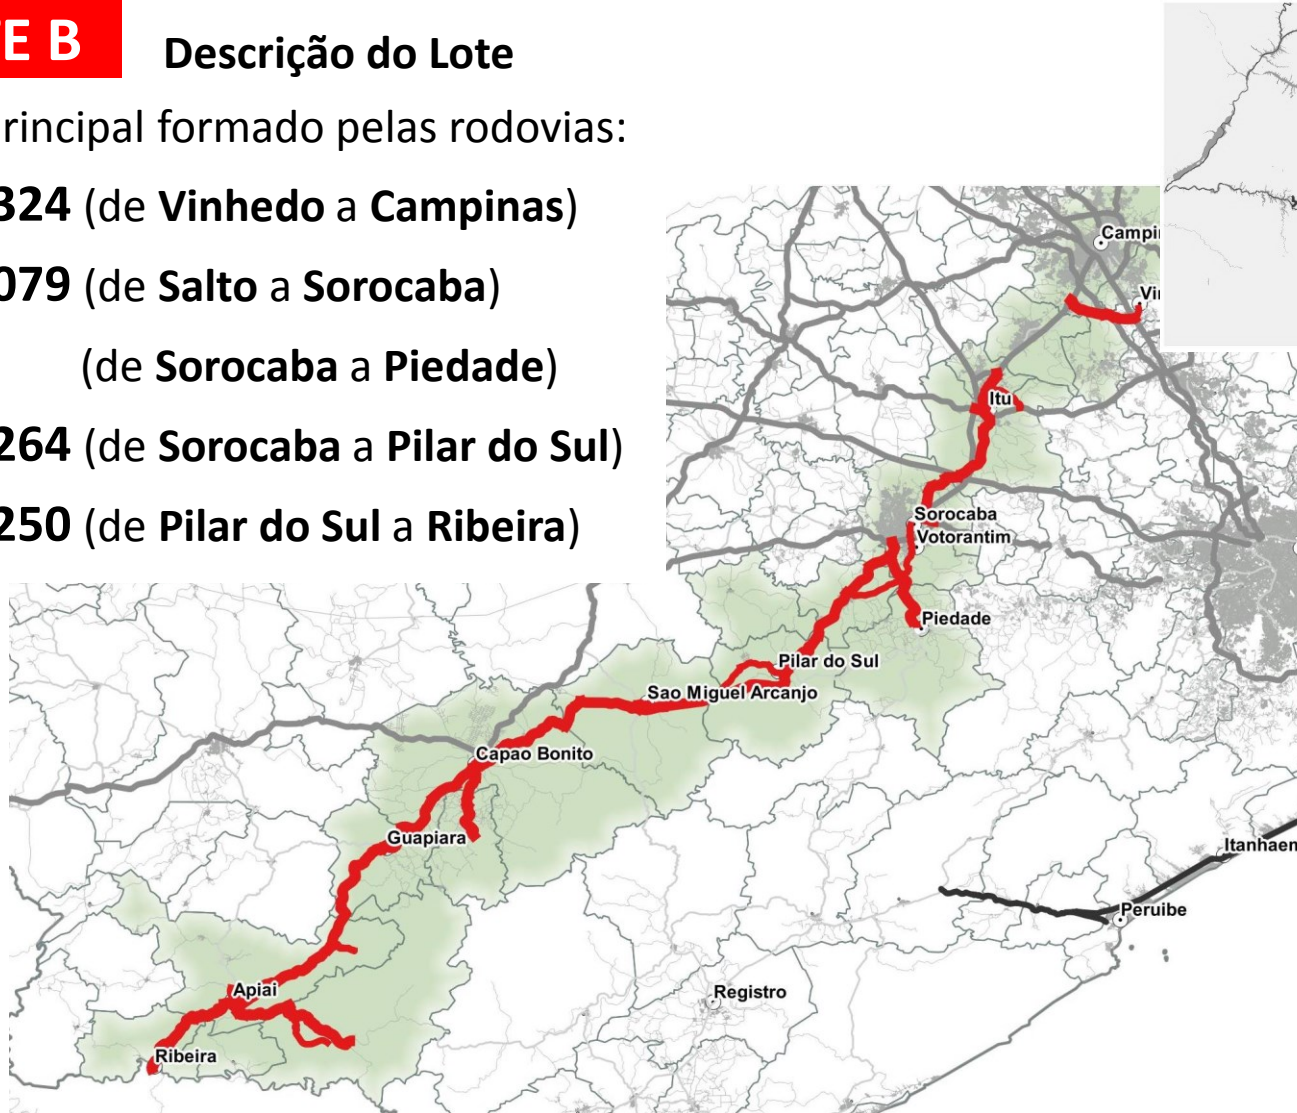 E B
Descrição do Lote
rincipal formado pelas rodovias:
324 (de Vinhedo a Campinas)
079 (de Salto a Sorocaba)
(de Sorocaba a Piedade)
264 (de Sorocaba a Pilar do Sul)
250 (de Pilar do Sul a Ribeira)
Campi
Vi
Itu
Sorocaba
Votorantim
Piedade
Pilar do Sul
Sao Miguel Arcanjo
Capao Bonito
Guapiara
Itanhaen
Peruibe
Apiai
Registro
Ribeira